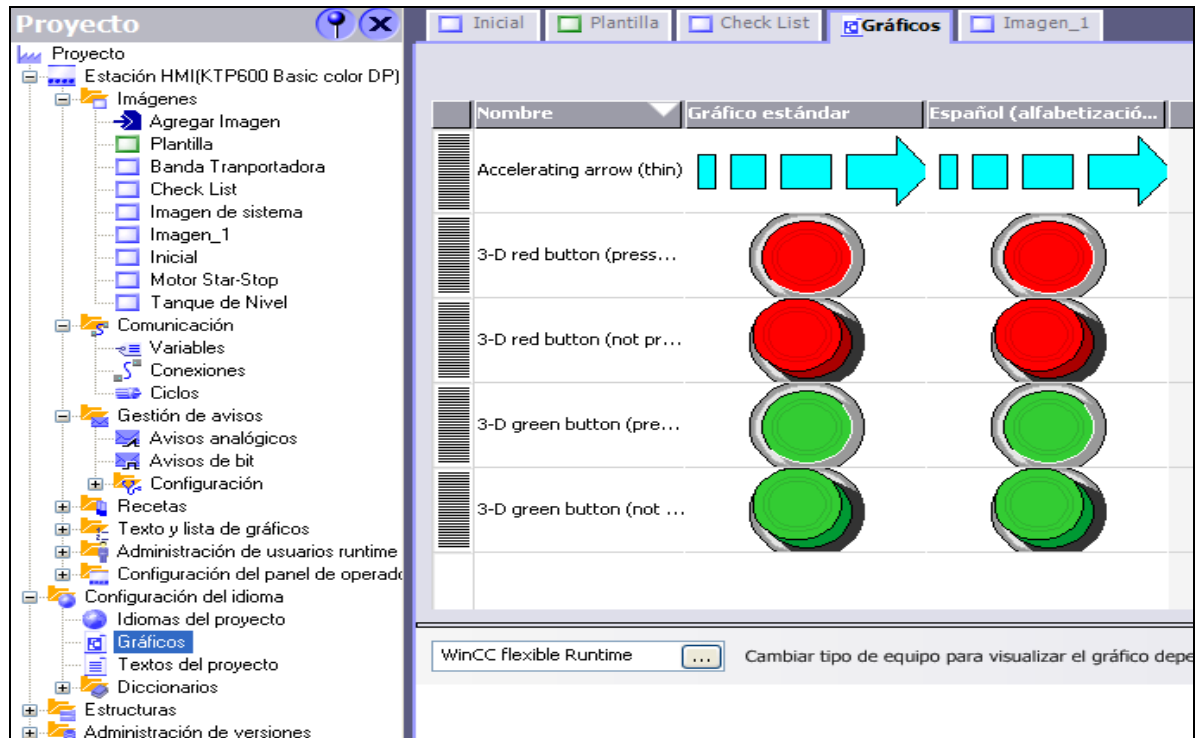 Proyecto
Proyecto
Estación HMI(KTP600 Basic color DP)
Imágenes
Agregar Imagen
Plantilla
Banda Tranportadora
Check List
Imagen de sistema
Imagen_1
Inicial
Motor Star-Stop
Tanque de Nivel
Comunicación
Variables
Conexiones
Ciclos
Gestión de avisos
Avisos analógicos
Avisos de bit
Configuración
Recetas
Texto y lista de gráficos
Administración de usuarios runtime
Configuración del panel de operado
Configuración del idioma
Idiomas del proyecto
Gráficos
Textos del proyecto
Diccionarios
Estructuras
Administración de versiones
Inicial Plantilla Check List Gráficos Imagen_1
Nombre Gráfico estándar Español (alfabetizació...
Accelerating arrow (thin)
3-D red button (press...
3-D red button (not pr...
3-D green button (pre...
3-D green button (not ...
WinCC flexible Runtime ... Cambiar tipo de equipo para visualizar el gráfico depe